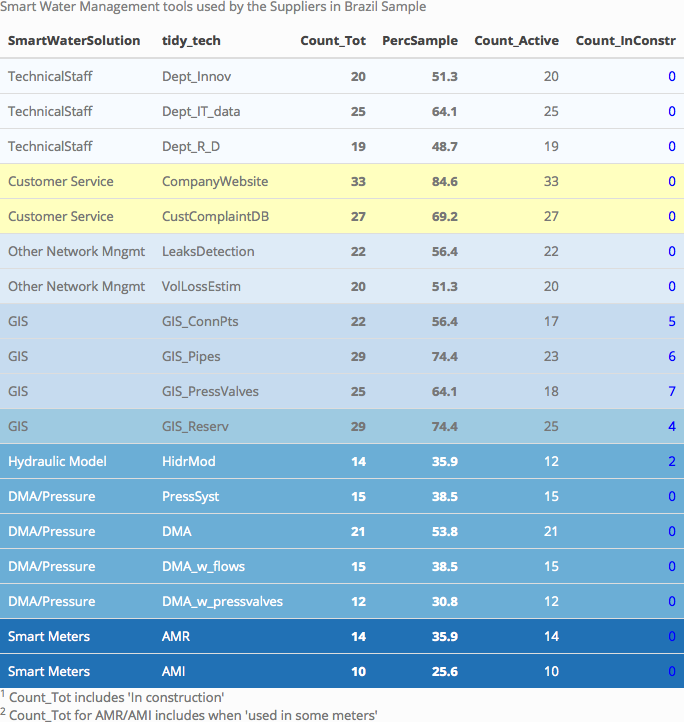 Smart Water Management tools used by the Suppliers in Brazil Sample
SmartWaterSolution tidy_tech Count_Tot PercSample Count_Active Count_InConstr
TechnicalStaff Dept_Innov 20 51.3 20 0
TechnicalStaff Dept_IT_data 25 64.1 25 0
TechnicalStaff Dept_R_D 19 48.7 19 0
Customer Service CompanyWebsite 33 84.6 33 0
Customer Service CustComplaintDB 27 69.2 27 0
Other Network Mngmt LeaksDetection 22 56.4 22 0
Other Network Mngmt VolLossEstim 20 51.3 20 0
GIS GIS_ConnPts 22 56.4 17 5
GIS GIS_Pipes 29 74.4 23 6
GIS GIS_PressValves 25 64.1 18 7
GIS GIS_Reserv 29 74.4 25 4
Hydraulic Model HidrMod 14 35.9 12 2
DMA/Pressure PressSyst 15 38.5 15 0
DMA/Pressure DMA 21 53.8 21 0
DMA/Pressure DMA_w_flows 15 38.5 15 0
DMA/Pressure DMA_w_pressvalves 12 30.8 12 0
Smart Meters AMR 14 35.9 14 0
Smart Meters AMI 10 25.6 10 0
1 Count_Tot includes 'In construction'
2 Count_Tot for AMR/AMI includes when 'used in some meters'